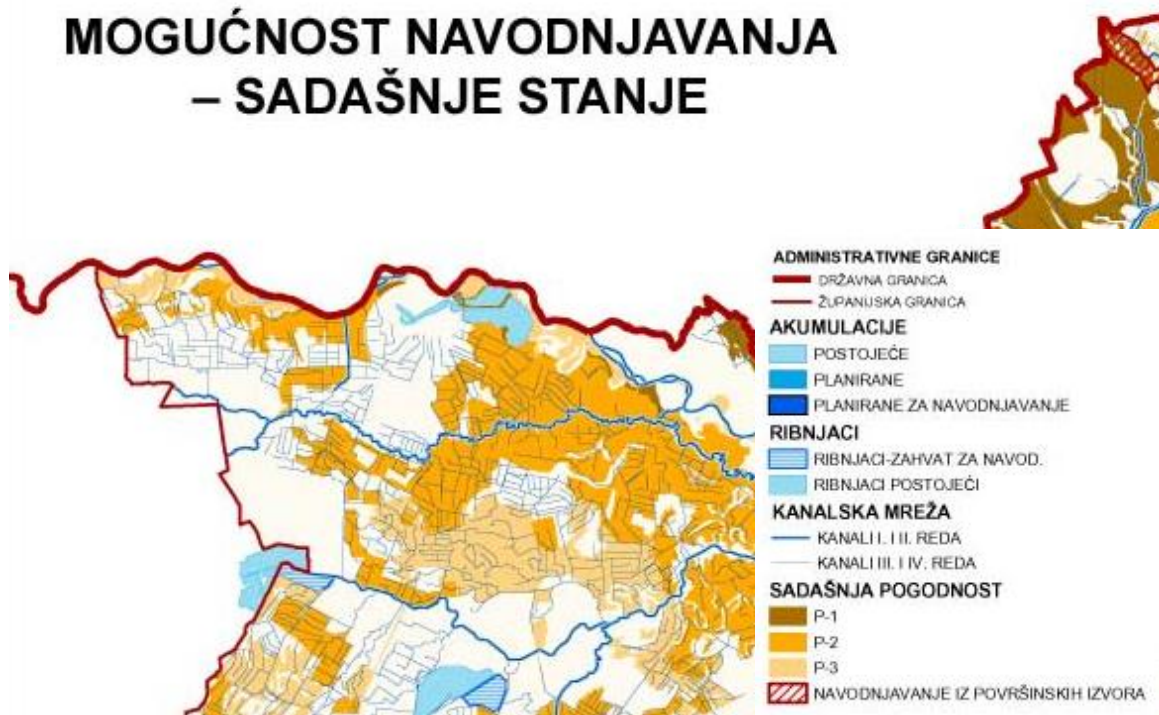 MOGUĆNOST NAVODNJAVANJA
– SADAŠNJE STANJE
ADMINISTRATIVNE GRANICE
DRŽAVNA GRANICA
ŽUPANIJSKA GRANICA
AKUMULACIJE
POSTOJEĆE
PLANIRANE
PLANIRANE ZA NAVODNJAVANJE
RIBNJACI
RIBNJACI-ZAHVAT ZA NAVOD.
RIBNJACI POSTOJEĆI
KANALSKA MREŽA
KANALI I. I II. REDA
KANALI III. I IV. REDA
SADAŠNJA POGODNOST
P-1
P-2
P-3
NAVODNJAVANJE IZ POVRŠINSKIH IZVORA